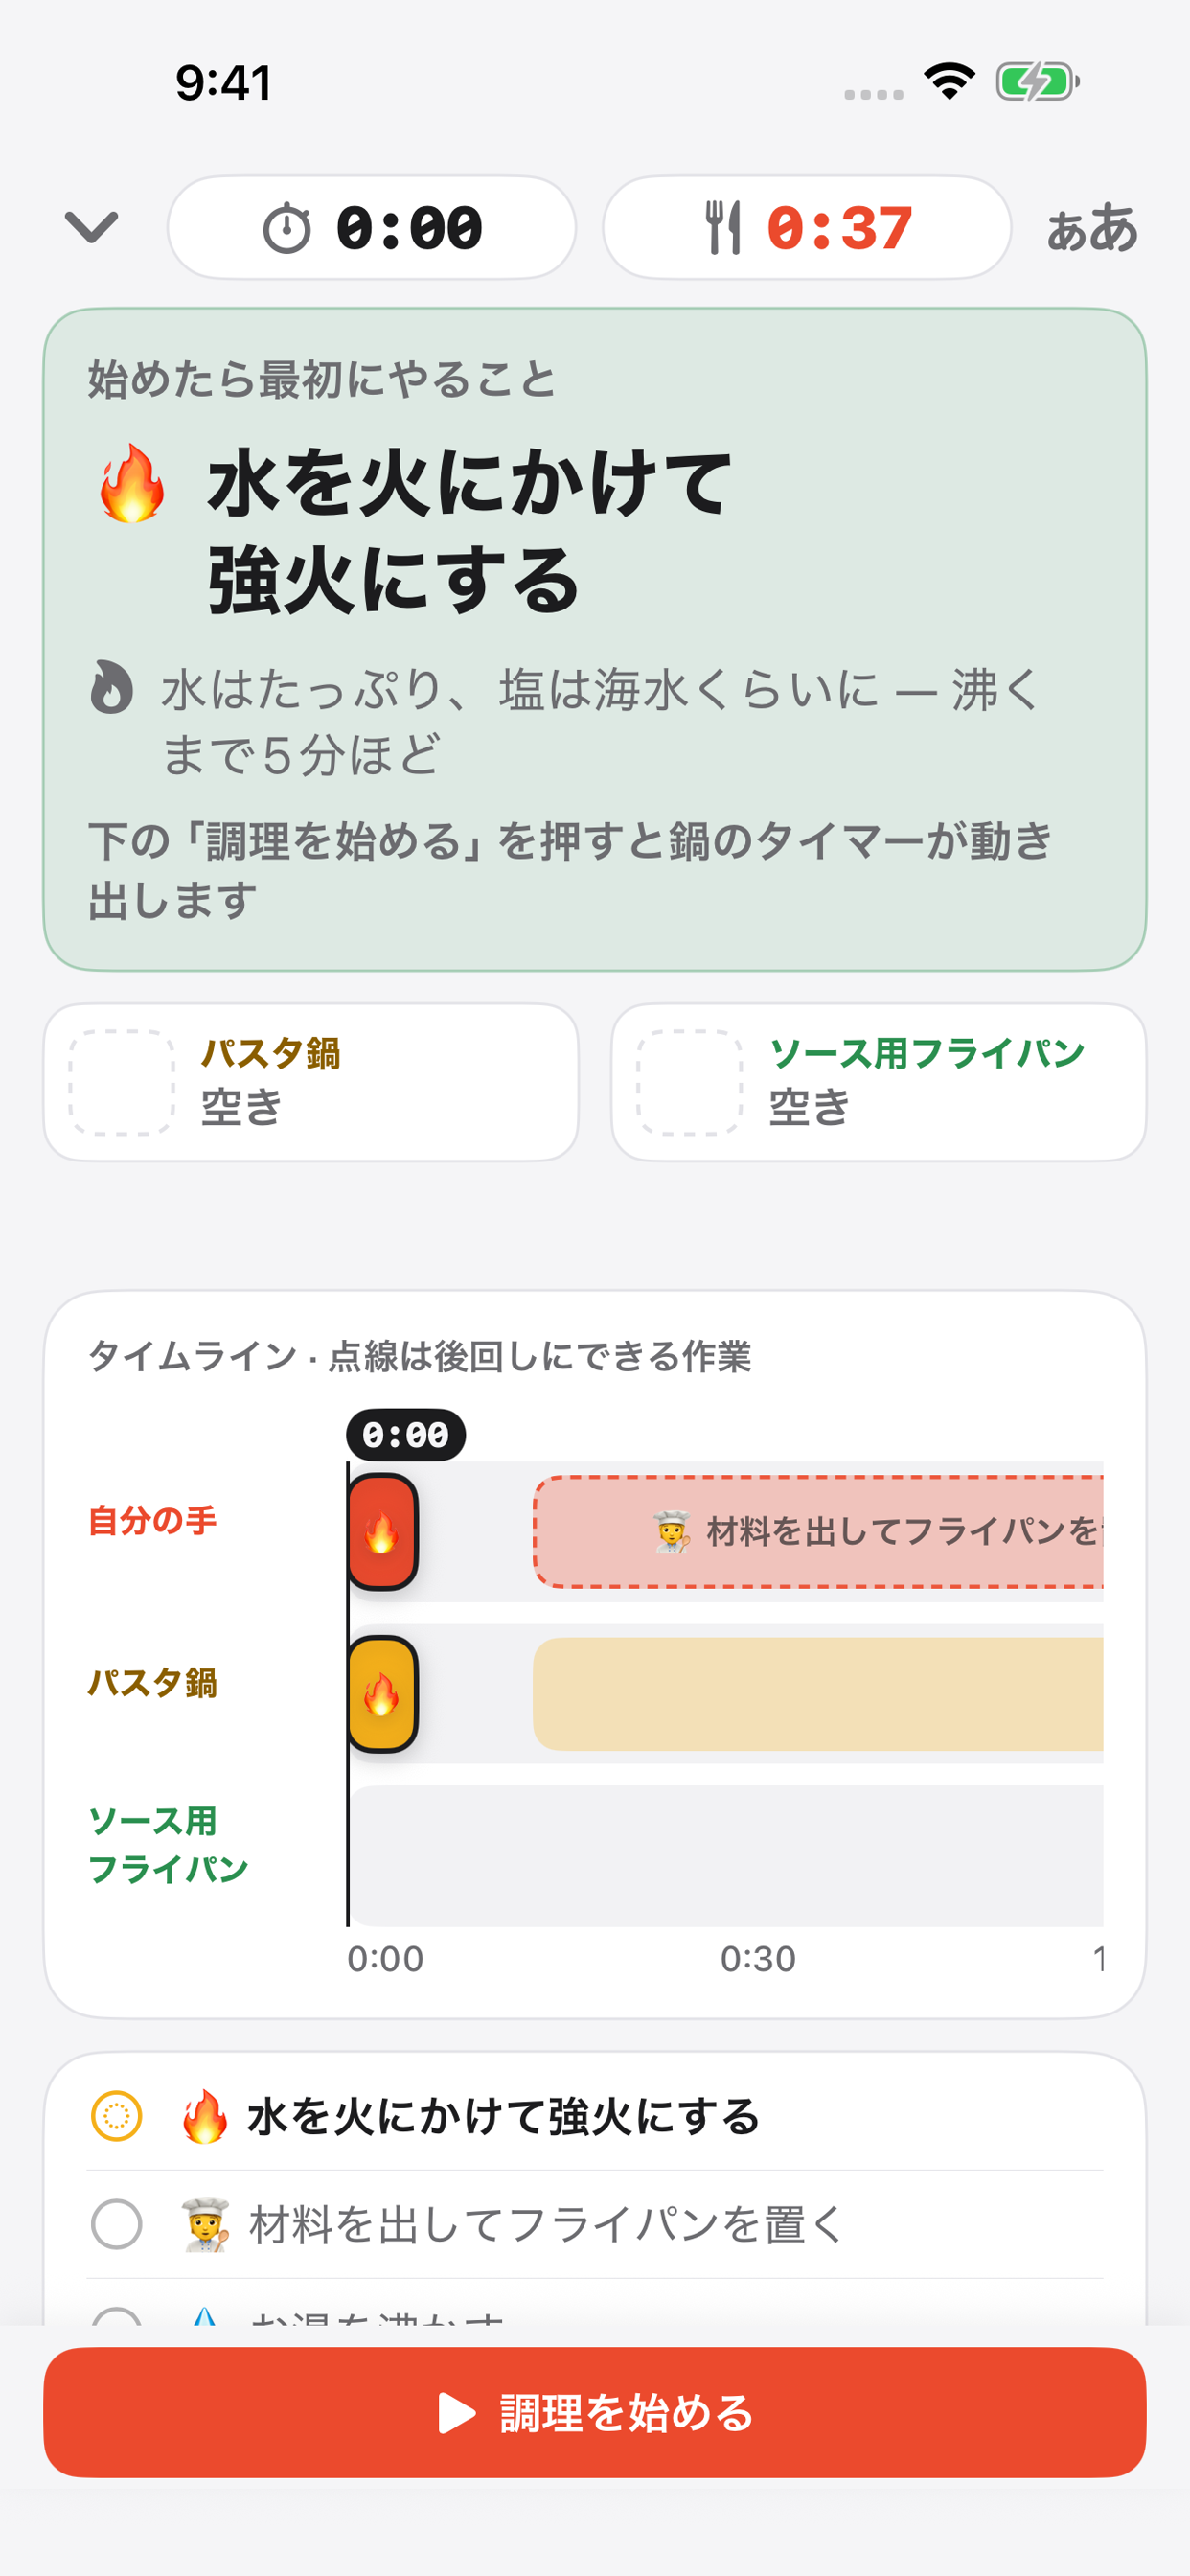 9:41
0:00
0:37
ぁあ
始めたら最初にやること
水を火にかけて
強火にする
水はたっぷり、塩は海水くらいに — 沸く
まで5分ほど
下の「調理を始める」を押すと鍋のタイマーが動き
出します
パスタ鍋
空き
ソース用フライパン
空き
タイムライン · 点線は後回しにできる作業
0:00
自分の手
材料を出してフライパンを
パスタ鍋
ソース用
フライパン
0:00
0:30
1
水を火にかけて強火にする
材料を出してフライパンを置く
お湯を沸かす
調理を始める